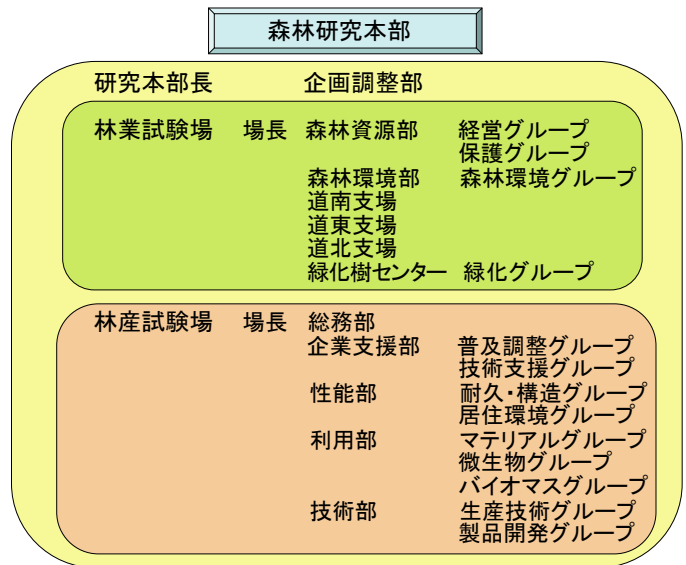 森林研究本部
研究本部長 企画調整部
林業試験場 場長 森林資源部 経営グループ
保護グループ
森林環境部 森林環境グループ
道南支場
道東支場
道北支場
緑化樹センター 緑化グループ
林産試験場 場長 総務部
企業支援部 普及調整グループ
技術支援グループ
性能部 耐久・構造グループ
居住環境グループ
利用部 マテリアルグループ
微生物グループ
バイオマスグループ
技術部 生産技術グループ
製品開発グループ